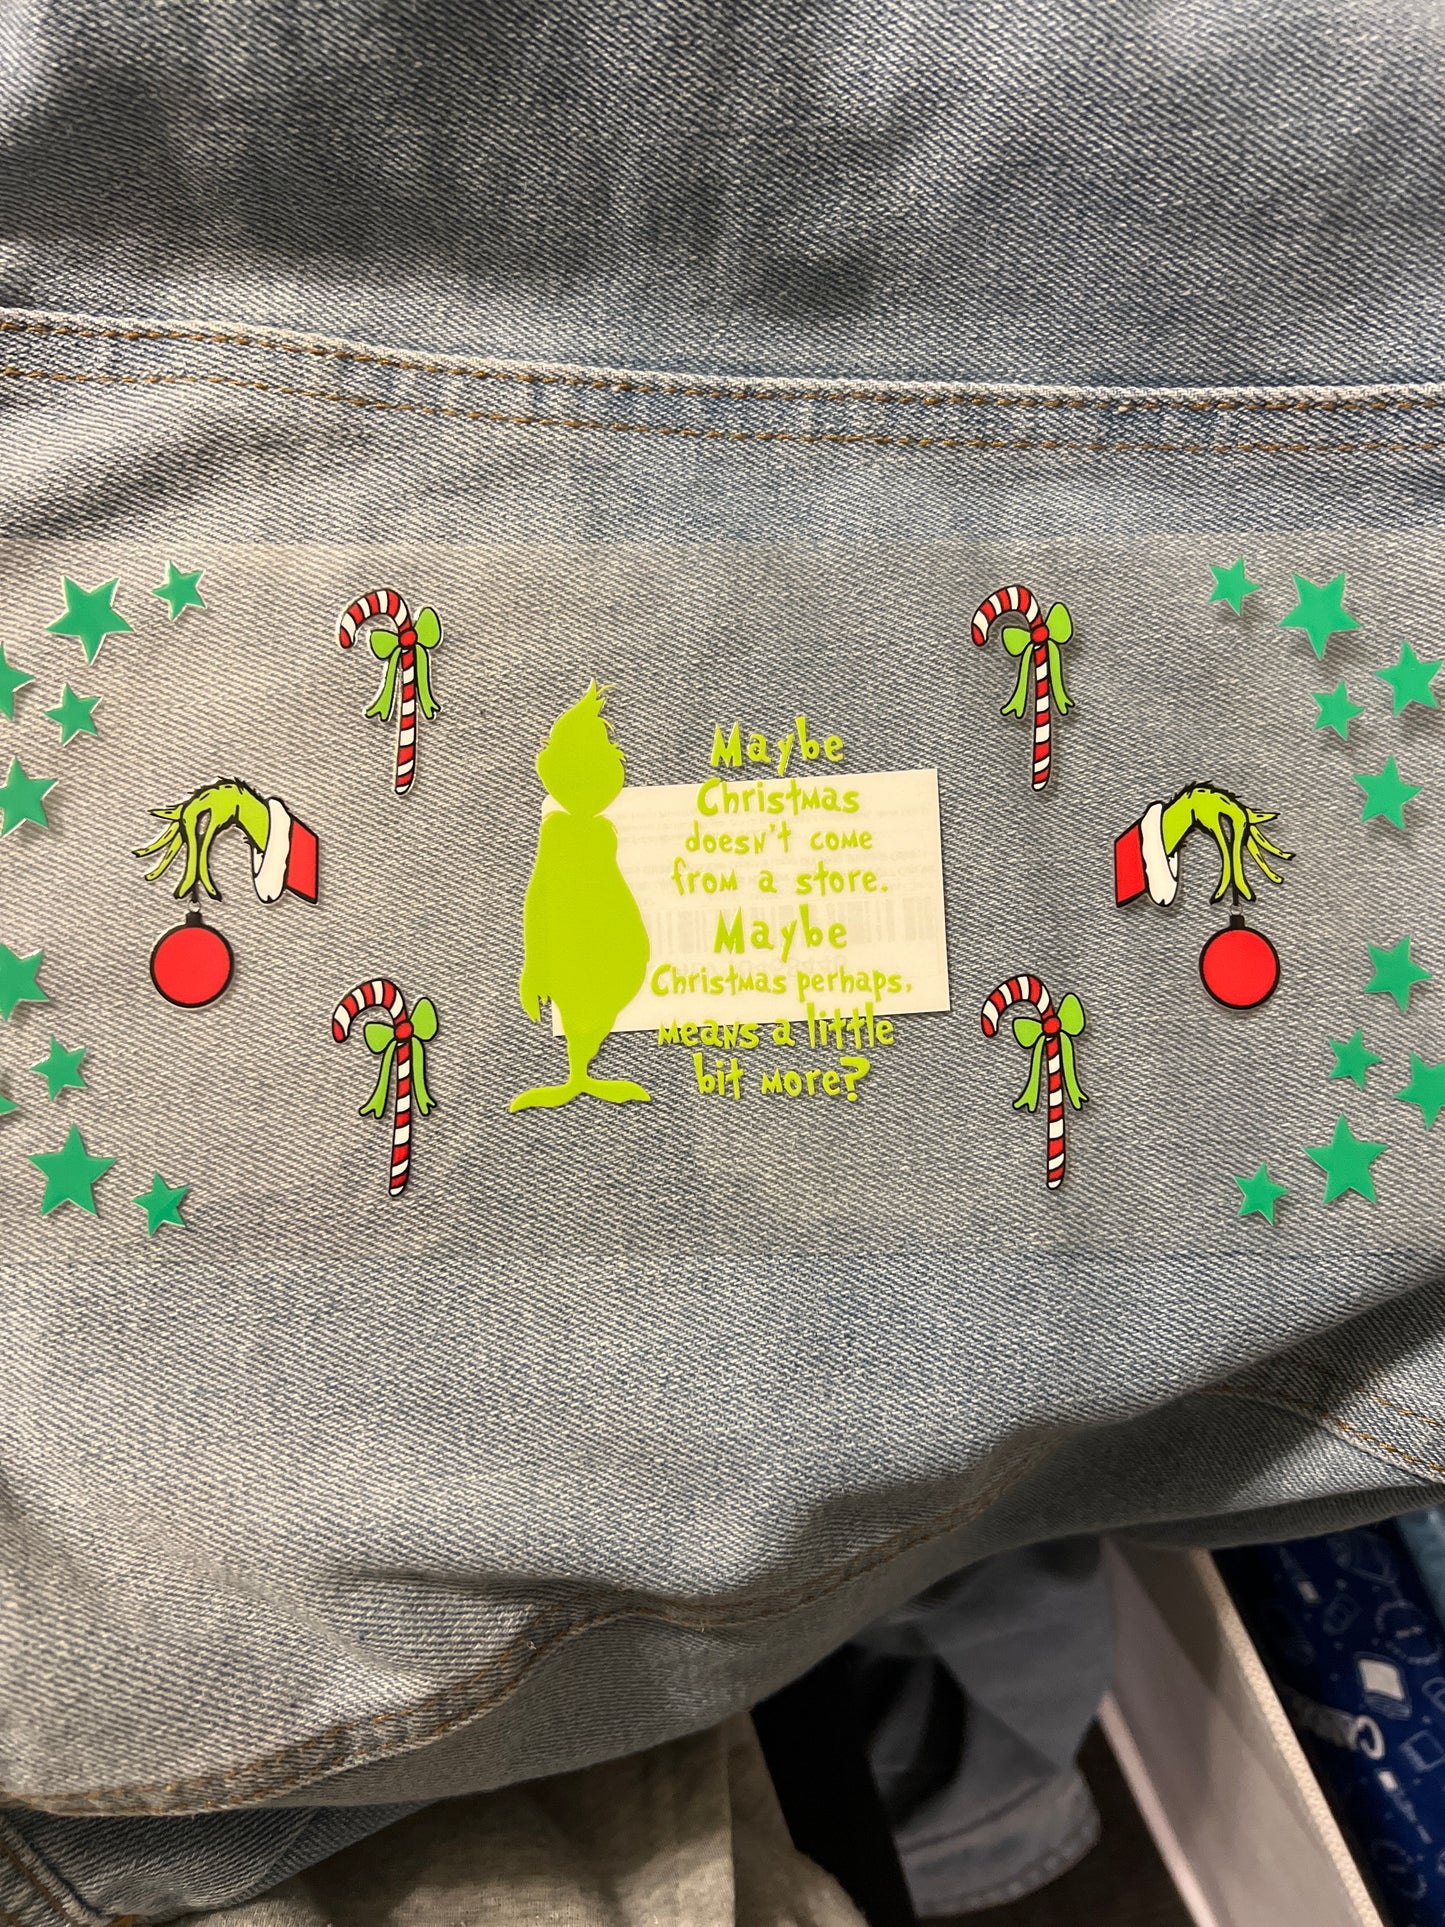 Maybe
Christmas
doesn't come
from a store.
Maybe
Christmas perhaps,
means a little
bit more?